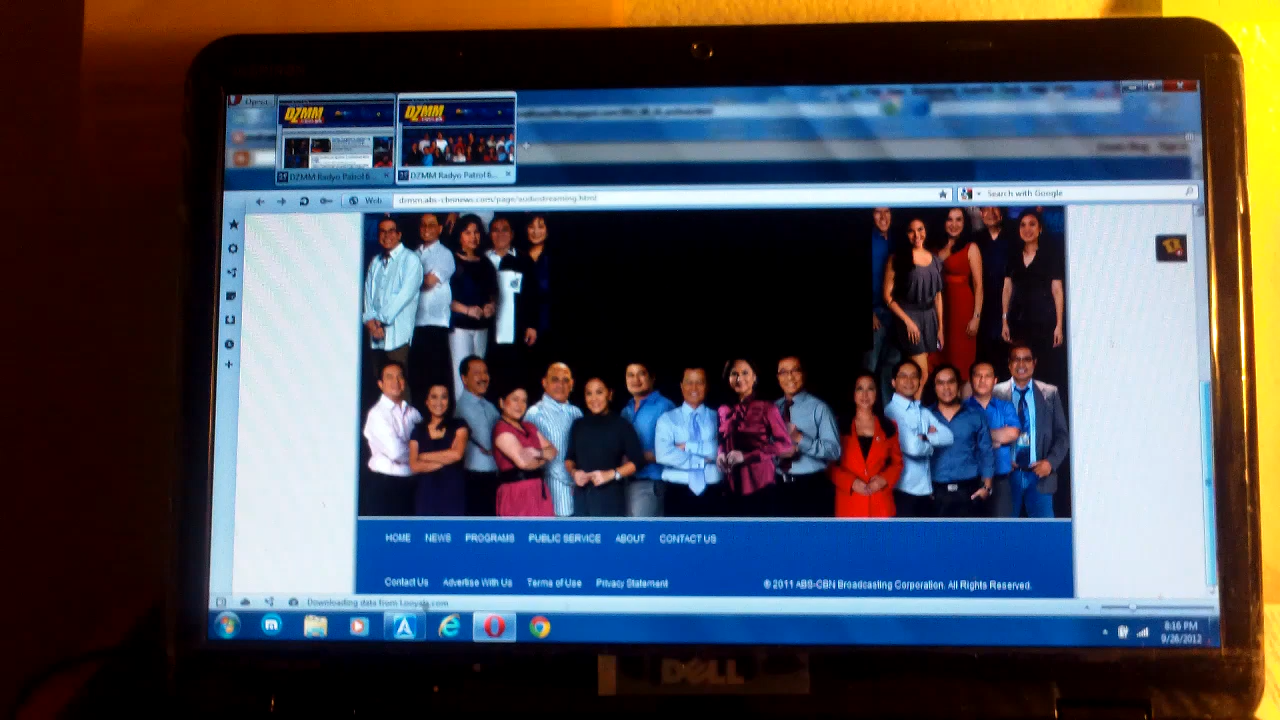 Opera
DZMM
DZMM
DZMM Radyo Patrol 6...
DZMM Radyo Patrol 6...
Web
dzmm.abs-cbnnews.com/page/audiostreaming.html
Search with Google
HOME NEWS PROGRAMS PUBLIC SERVICE ABOUT CONTACT US
Contact Us Advertise With Us Terms of Use Privacy Statement
© 2011 ABS-CBN Broadcasting Corporation. All Rights Reserved.
Downloading data from
8:16 PM
9/26/2012
DELL